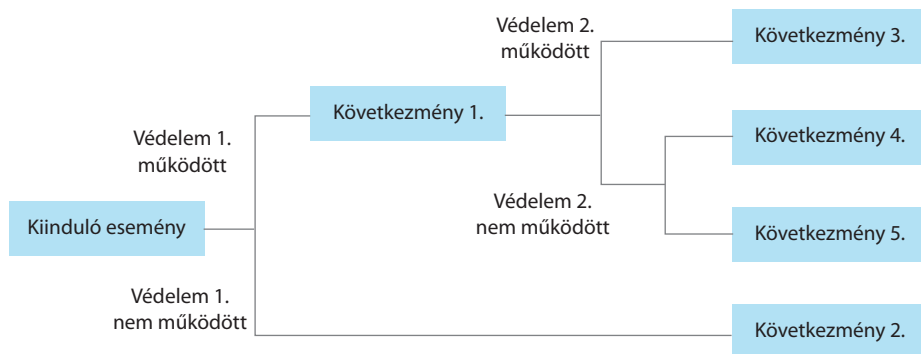 Védelem 2.
működött
Következmény 3.
Következmény 1.
Védelem 1.
működött
Következmény 4.
Védelem 2.
nem működött
Kiinduló esemény
Következmény 5.
Védelem 1.
nem működött
Következmény 2.